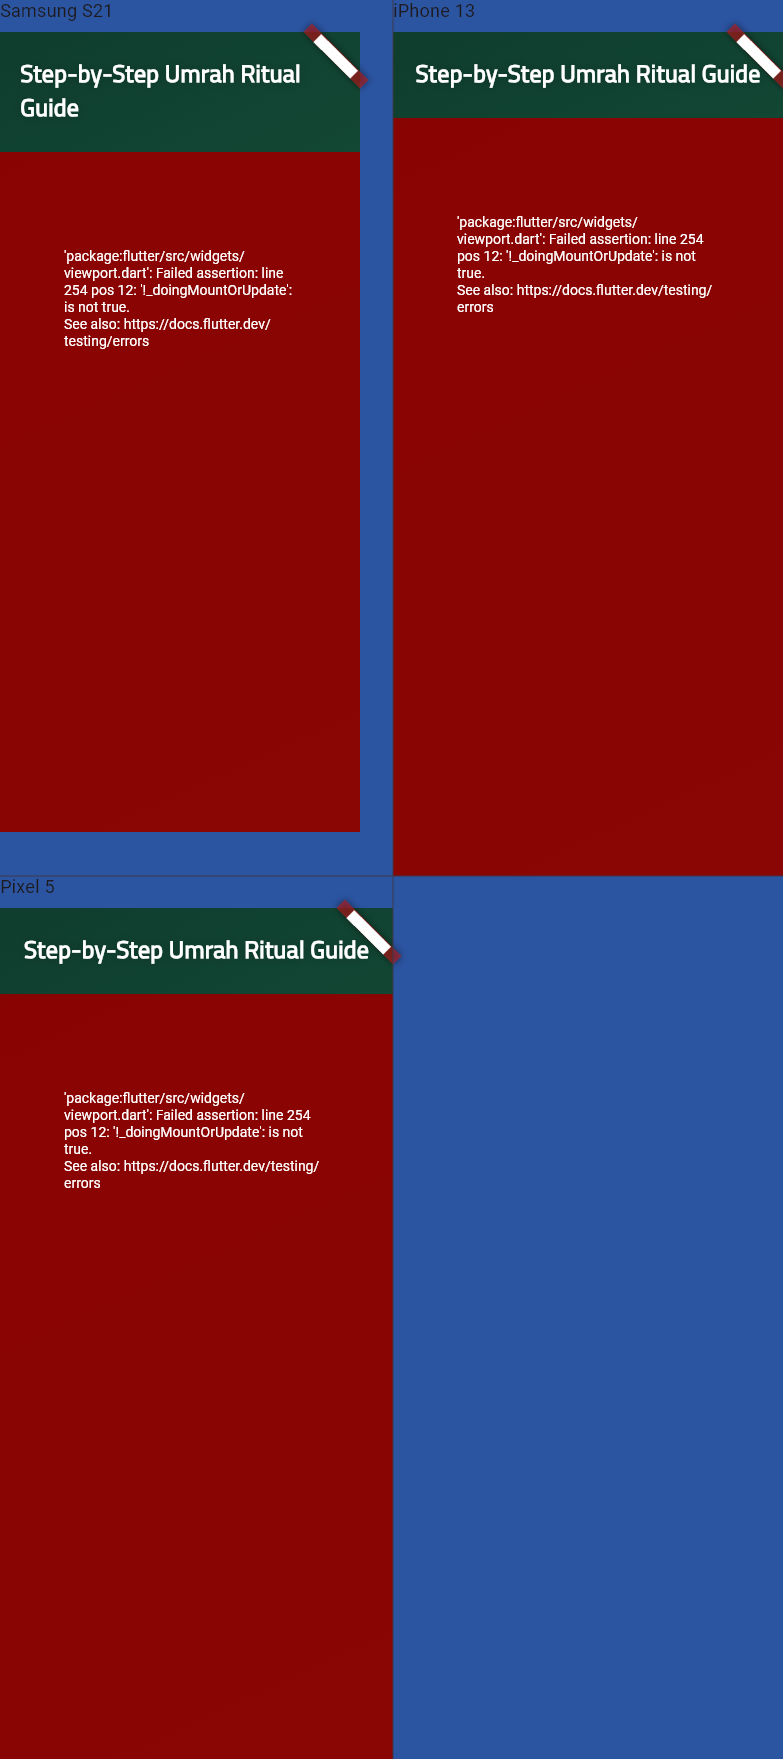 Samsung S21
Step-by-Step Umrah Ritual
Guide
'package:flutter/src/widgets/
viewport.dart': Failed assertion: line
254 pos 12: '!_doingMountOrUpdate':
is not true.
See also: https://docs.flutter.dev/
testing/errors
iPhone 13
Step-by-Step Umrah Ritual Guide
'package:flutter/src/widgets/
viewport.dart': Failed assertion: line 254
pos 12: '!_doingMountOrUpdate': is not
true.
See also: https://docs.flutter.dev/testing/
errors
Pixel 5
Step-by-Step Umrah Ritual Guide
'package:flutter/src/widgets/
viewport.dart': Failed assertion: line 254
pos 12: '!_doingMountOrUpdate': is not
true.
See also: https://docs.flutter.dev/testing/
errors